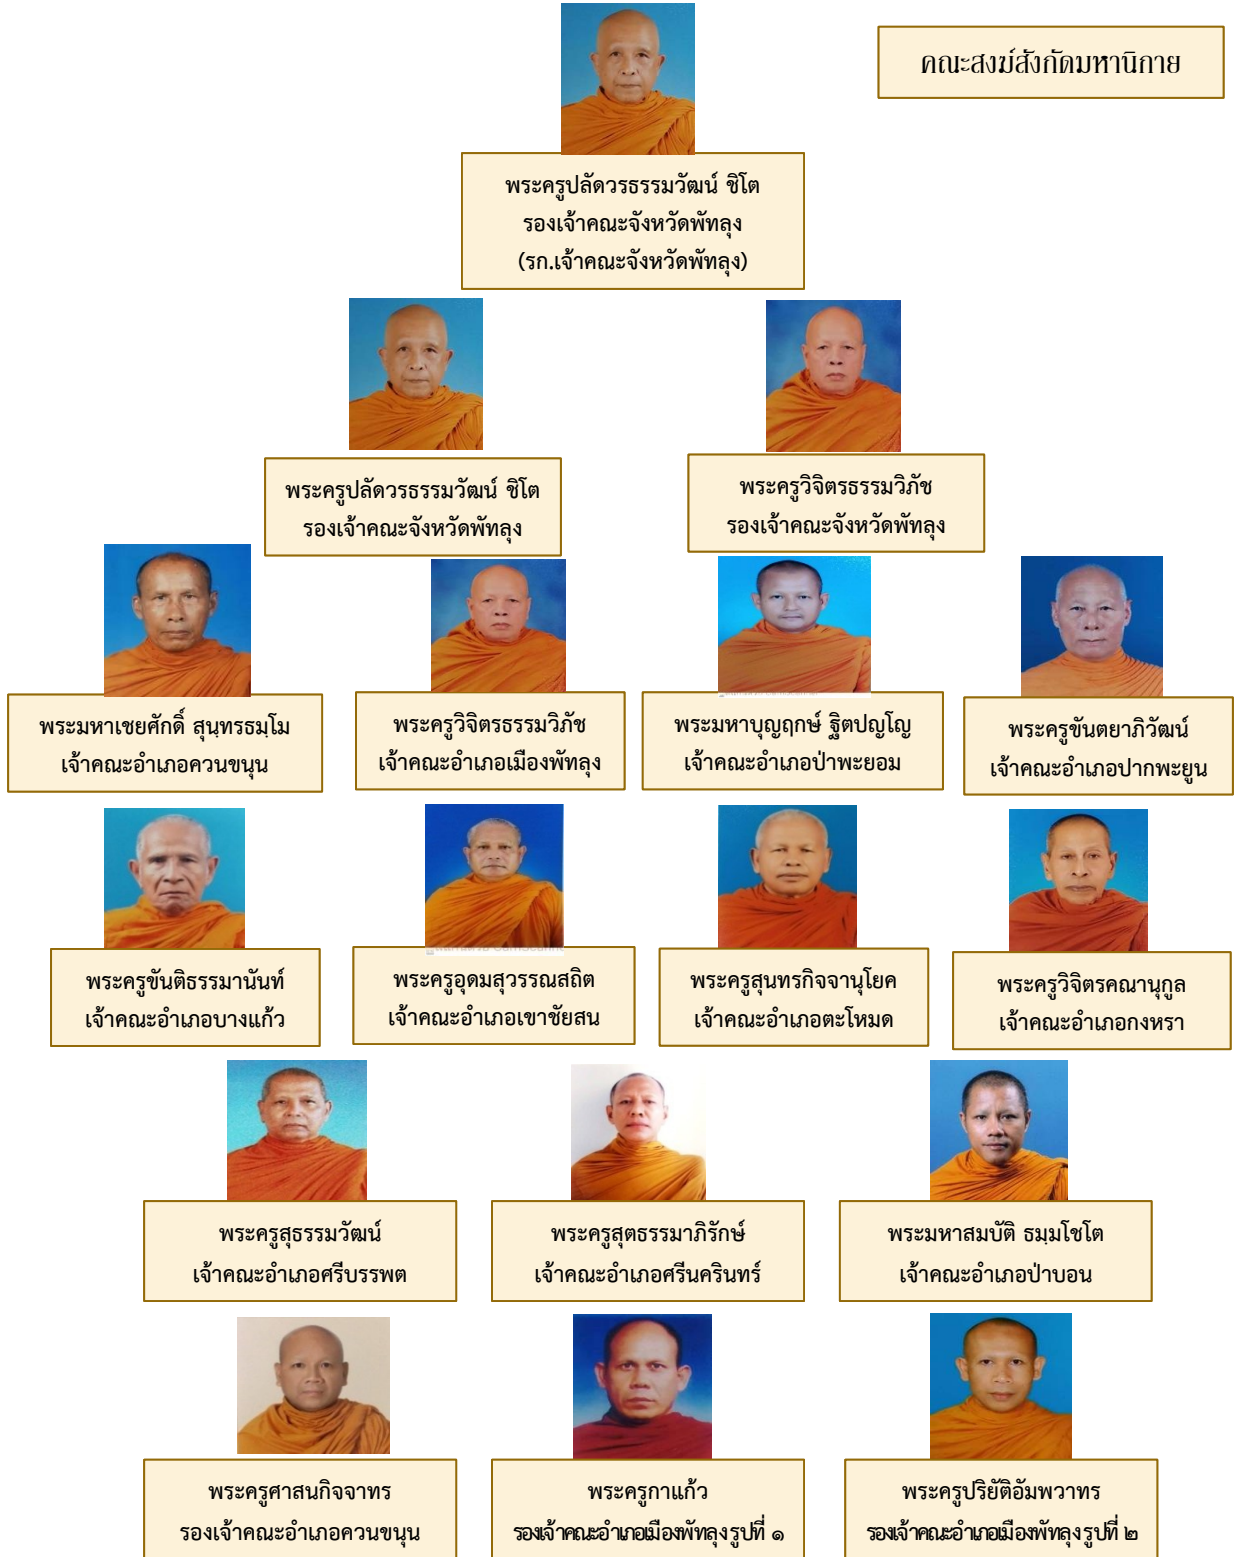 คณะสงฆ์สังกัดมหานิกาย
พระครูปลัดวรธรรมวัฒน์ ชิโต
รองเจ้าคณะจังหวัดพัทลุง
(รก.เจ้าคณะจังหวัดพัทลุง)
พระครูปลัดวรธรรมวัฒน์ ชิโต
รองเจ้าคณะจังหวัดพัทลุง
พระครูวิจิตรธรรมวิภัช
รองเจ้าคณะจังหวัดพัทลุง
พระมหาเชยศักดิ์ สุนฺทรธมฺโม
เจ้าคณะอำเภอควนขนุน
พระครูวิจิตรธรรมวิภัช
เจ้าคณะอำเภอเมืองพัทลุง
พระมหาบุญฤกษ์ ฐิตปญโญ
เจ้าคณะอำเภอป่าพะยอม
พระครูขันตยาภิวัฒน์
เจ้าคณะอำเภอปากพะยูน
พระครูขันติธรรมานันท์
เจ้าคณะอำเภอบางแก้ว
พระครูอุดมสุวรรณสถิต
เจ้าคณะอำเภอเขาชัยสน
พระครูสุนทรกิจจานุโยค
เจ้าคณะอำเภอตะโหมด
พระครูวิจิตรคณานุกูล
เจ้าคณะอำเภอกงหรา
พระครูสุธรรมวัฒน์
เจ้าคณะอำเภอศรีบรรพต
พระครูสุตธรรมาภิรักษ์
เจ้าคณะอำเภอศรีนครินทร์
พระมหาสมบัติ ธมฺมโชโต
เจ้าคณะอำเภอป่าบอน
พระครูศาสนกิจจาทร
รองเจ้าคณะอำเภอควนขนุน
พระครูกาแก้ว
รองเจ้าคณะอำเภอเมืองพัทลุง รูปที่ ๑
พระครูปริยัติอัมพวาทร
รองเจ้าคณะอำเภอเมืองพัทลุง รูปที่ ๒